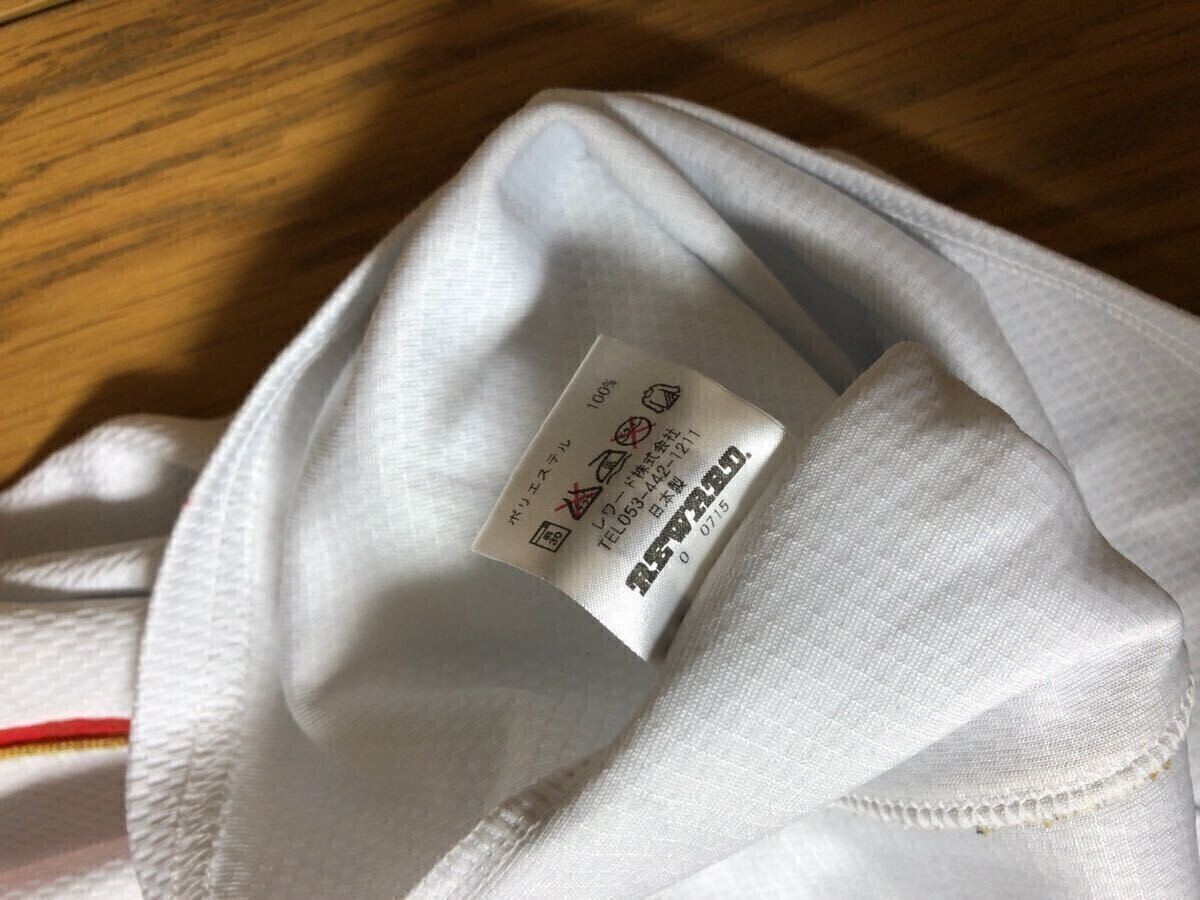 ポリエステル 100%
レワード株式会社
TEL053-442-1211
日本製
REWARD.
0 0715